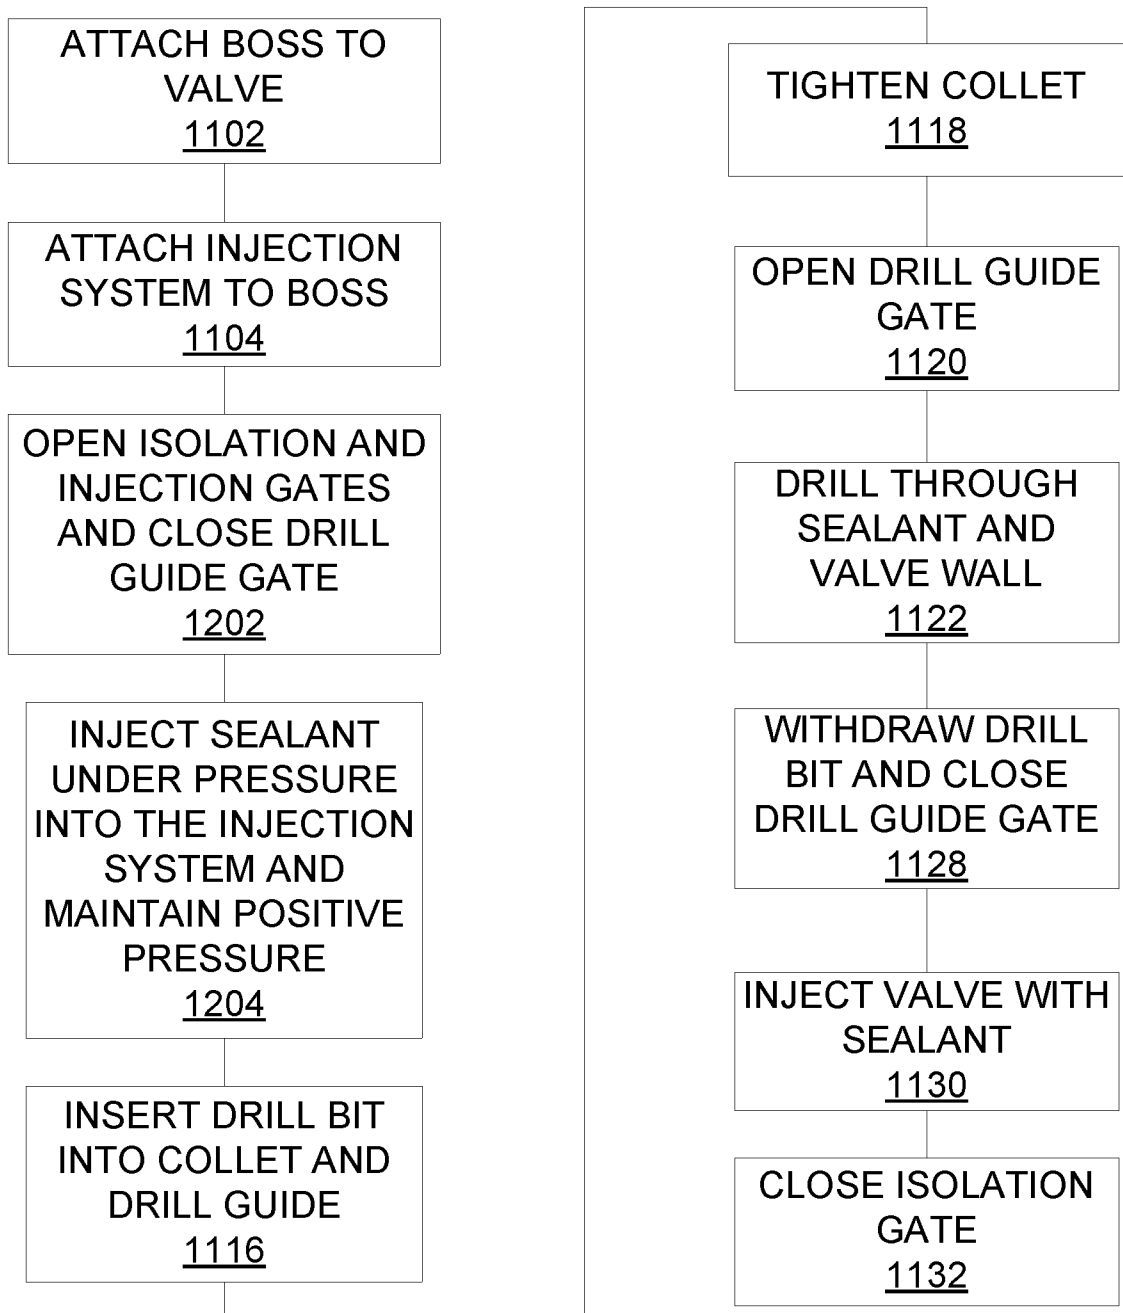 ATTACH BOSS TO
VALVE
1102
ATTACH INJECTION
SYSTEM TO BOSS
1104
OPEN ISOLATION AND
INJECTION GATES
AND CLOSE DRILL
GUIDE GATE
1202
INJECT SEALANT
UNDER PRESSURE
INTO THE INJECTION
SYSTEM AND
MAINTAIN POSITIVE
PRESSURE
1204
INSERT DRILL BIT
INTO COLLET AND
DRILL GUIDE
1116
TIGHTEN COLLET
1118
OPEN DRILL GUIDE
GATE
1120
DRILL THROUGH
SEALANT AND
VALVE WALL
1122
WITHDRAW DRILL
BIT AND CLOSE
DRILL GUIDE GATE
1128
INJECT VALVE WITH
SEALANT
1130
CLOSE ISOLATION
GATE
1132